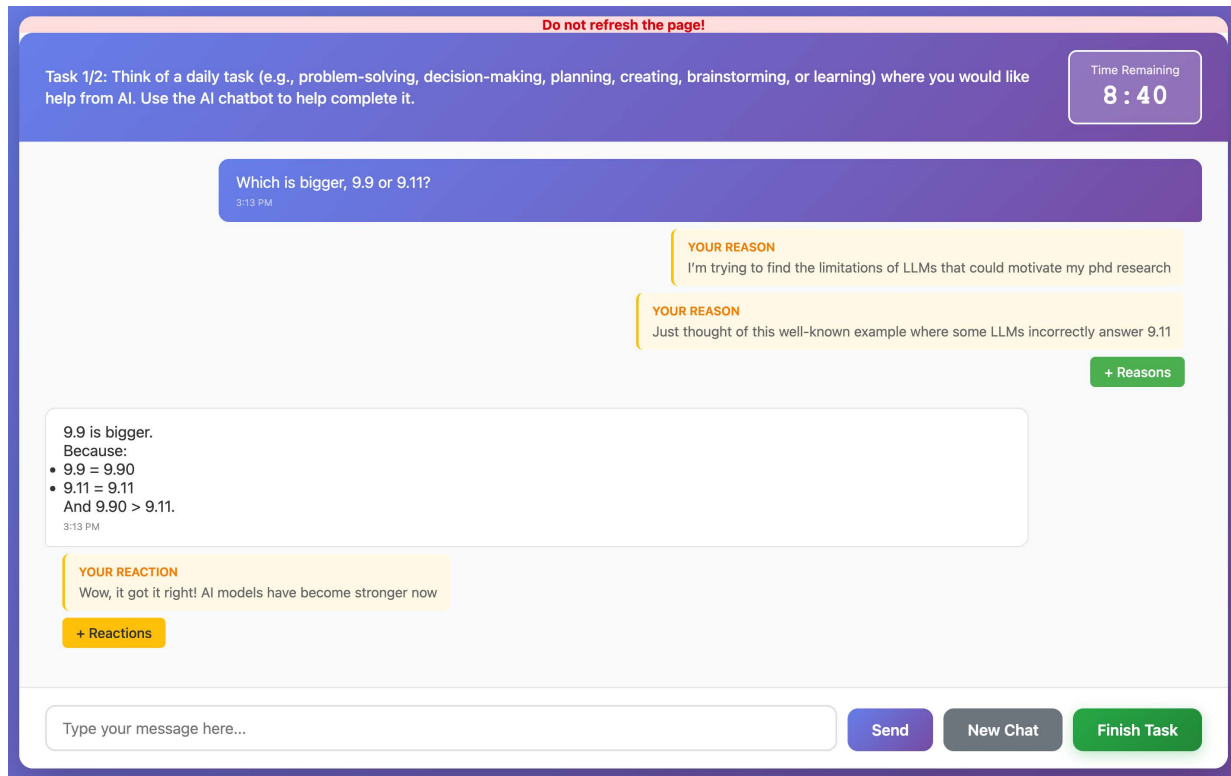 Do not refresh the page!
Task 1/2: Think of a daily task (e.g., problem-solving, decision-making, planning, creating, brainstorming, or learning) where you would like
help from AI. Use the AI chatbot to help complete it.
Time Remaining
8:40
Which is bigger, 9.9 or 9.11?
3:13 PM
YOUR REASON
I'm trying to find the limitations of LLMs that could motivate my phd research
YOUR REASON
Just thought of this well-known example where some LLMs incorrectly answer 9.11
+ Reasons
9.9 is bigger.
Because:
• 9.9 = 9.90
• 9.11 = 9.11
And 9.90 > 9.11.
3:13 PM
YOUR REACTION
Wow, it got it right! AI models have become stronger now
+ Reactions
Type your message here...
Send
New Chat
Finish Task